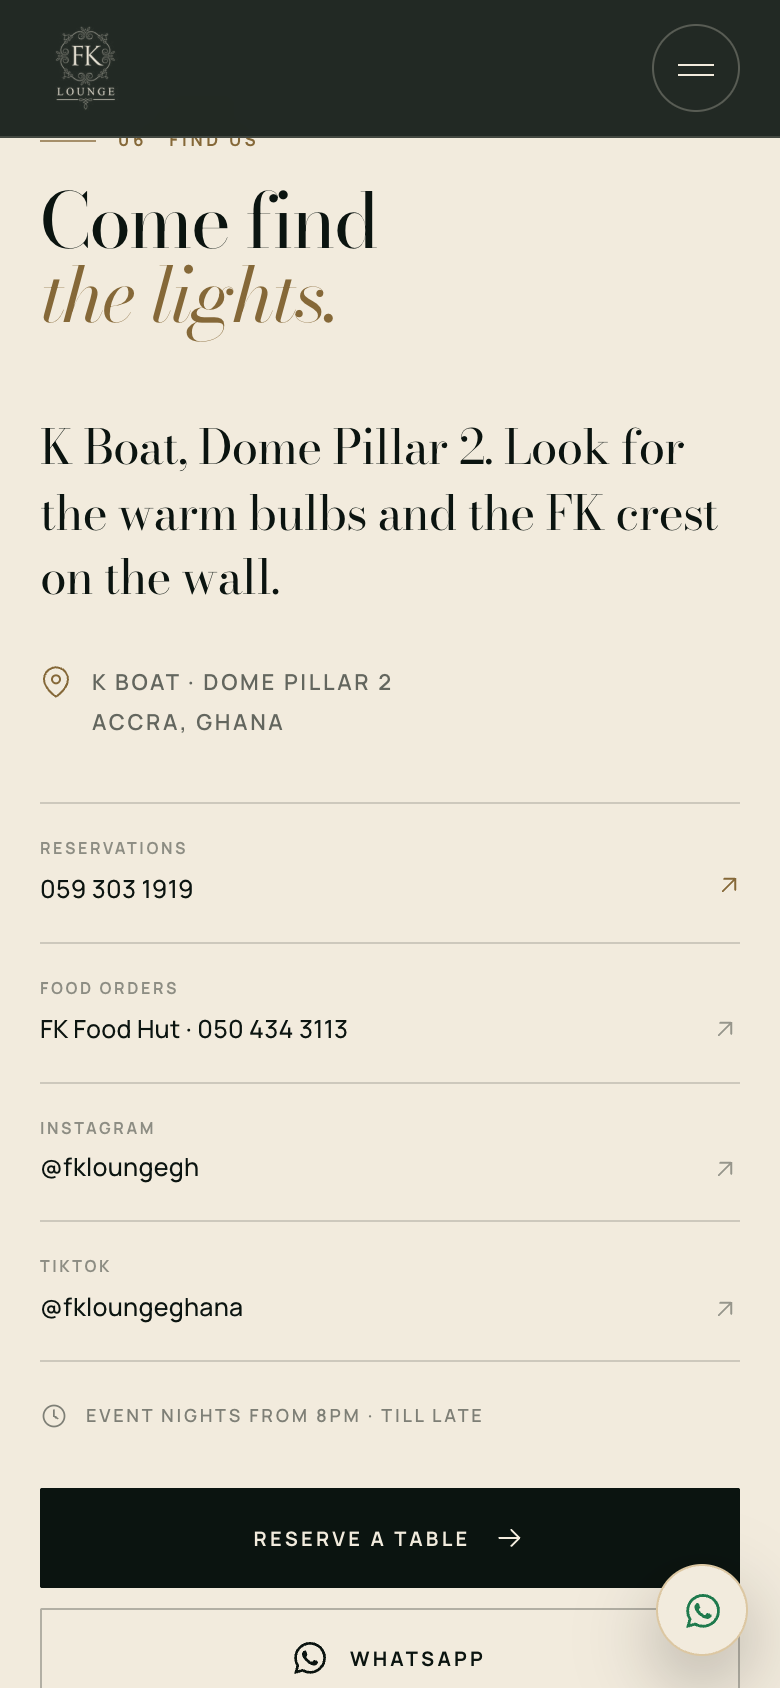 FK
LOUNGE
06 FIND US
Come find
the lights.
K Boat, Dome Pillar 2. Look for
the warm bulbs and the FK crest
on the wall.
K BOAT · DOME PILLAR 2
ACCRA, GHANA
RESERVATIONS
059 303 1919
FOOD ORDERS
FK Food Hut · 050 434 3113
INSTAGRAM
@fkloungegh
TIKTOK
@fkloungeghana
EVENT NIGHTS FROM 8PM · TILL LATE
RESERVE A TABLE
WHATSAPP